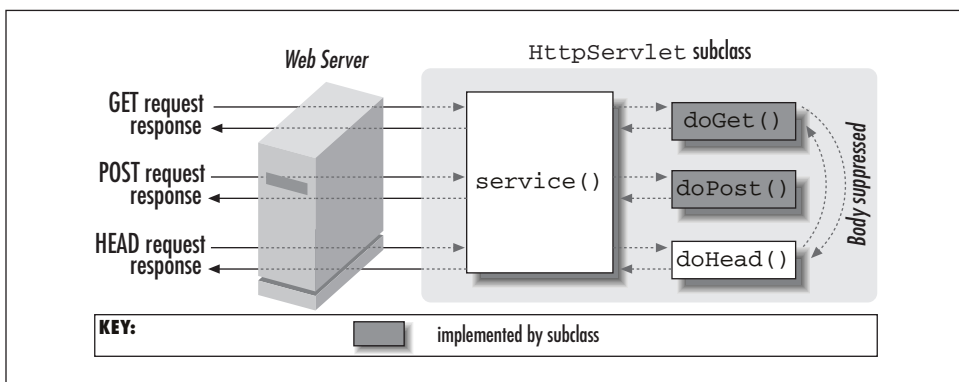 Web Server
HttpServlet subclass
GET request
response
doGet()
POST request
response
service()
doPost()
HEAD request
response
doHead()
Body suppressed
KEY:
implemented by subclass